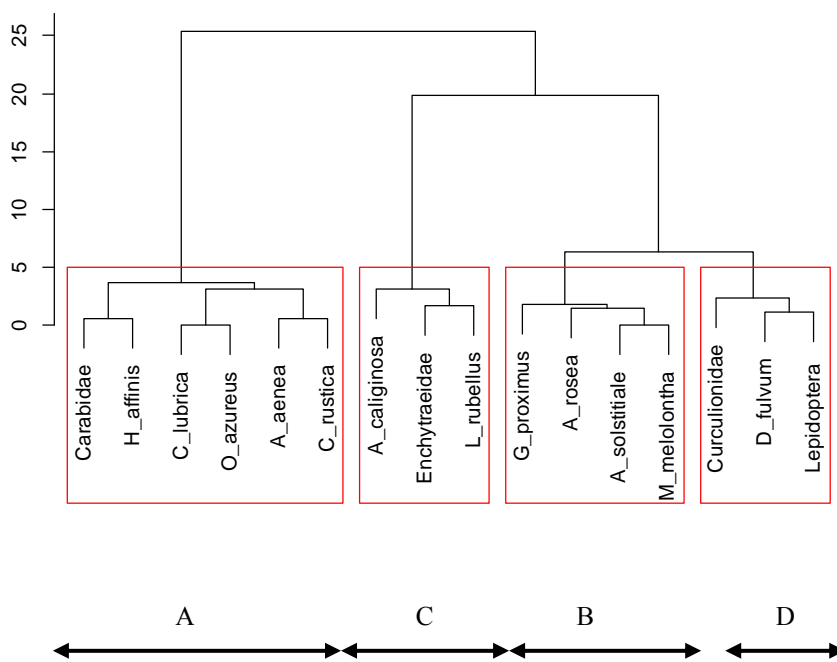 25
20
15
10
5
0
Carabidae
H_affinis
C_lubrica
O_azureus
A_aenea
C_rustica
A_caliginosa
Enchytraeidae
L_rubellus
G_proximus
A_rosea
A_solstitiale
M_melolontha
Curculionidae
D_fulvum
Lepidoptera
A C B D